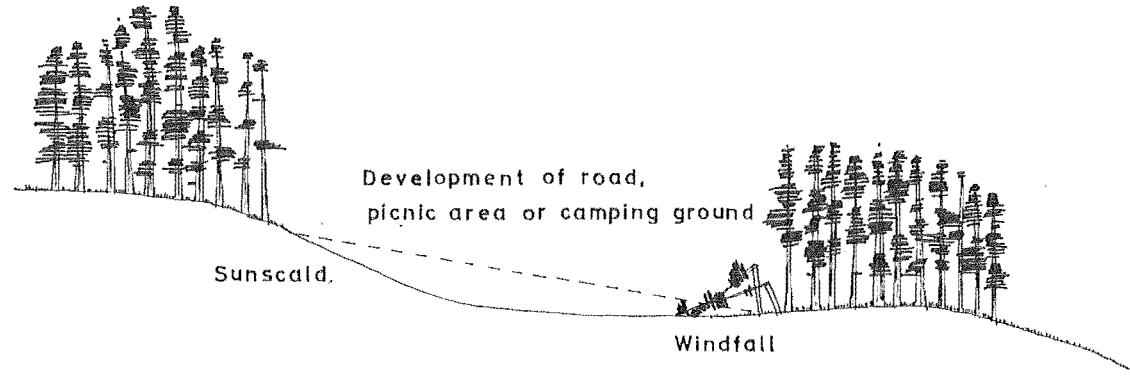 Development of road,
picnic area or camping ground
Sunscald.
Windfall